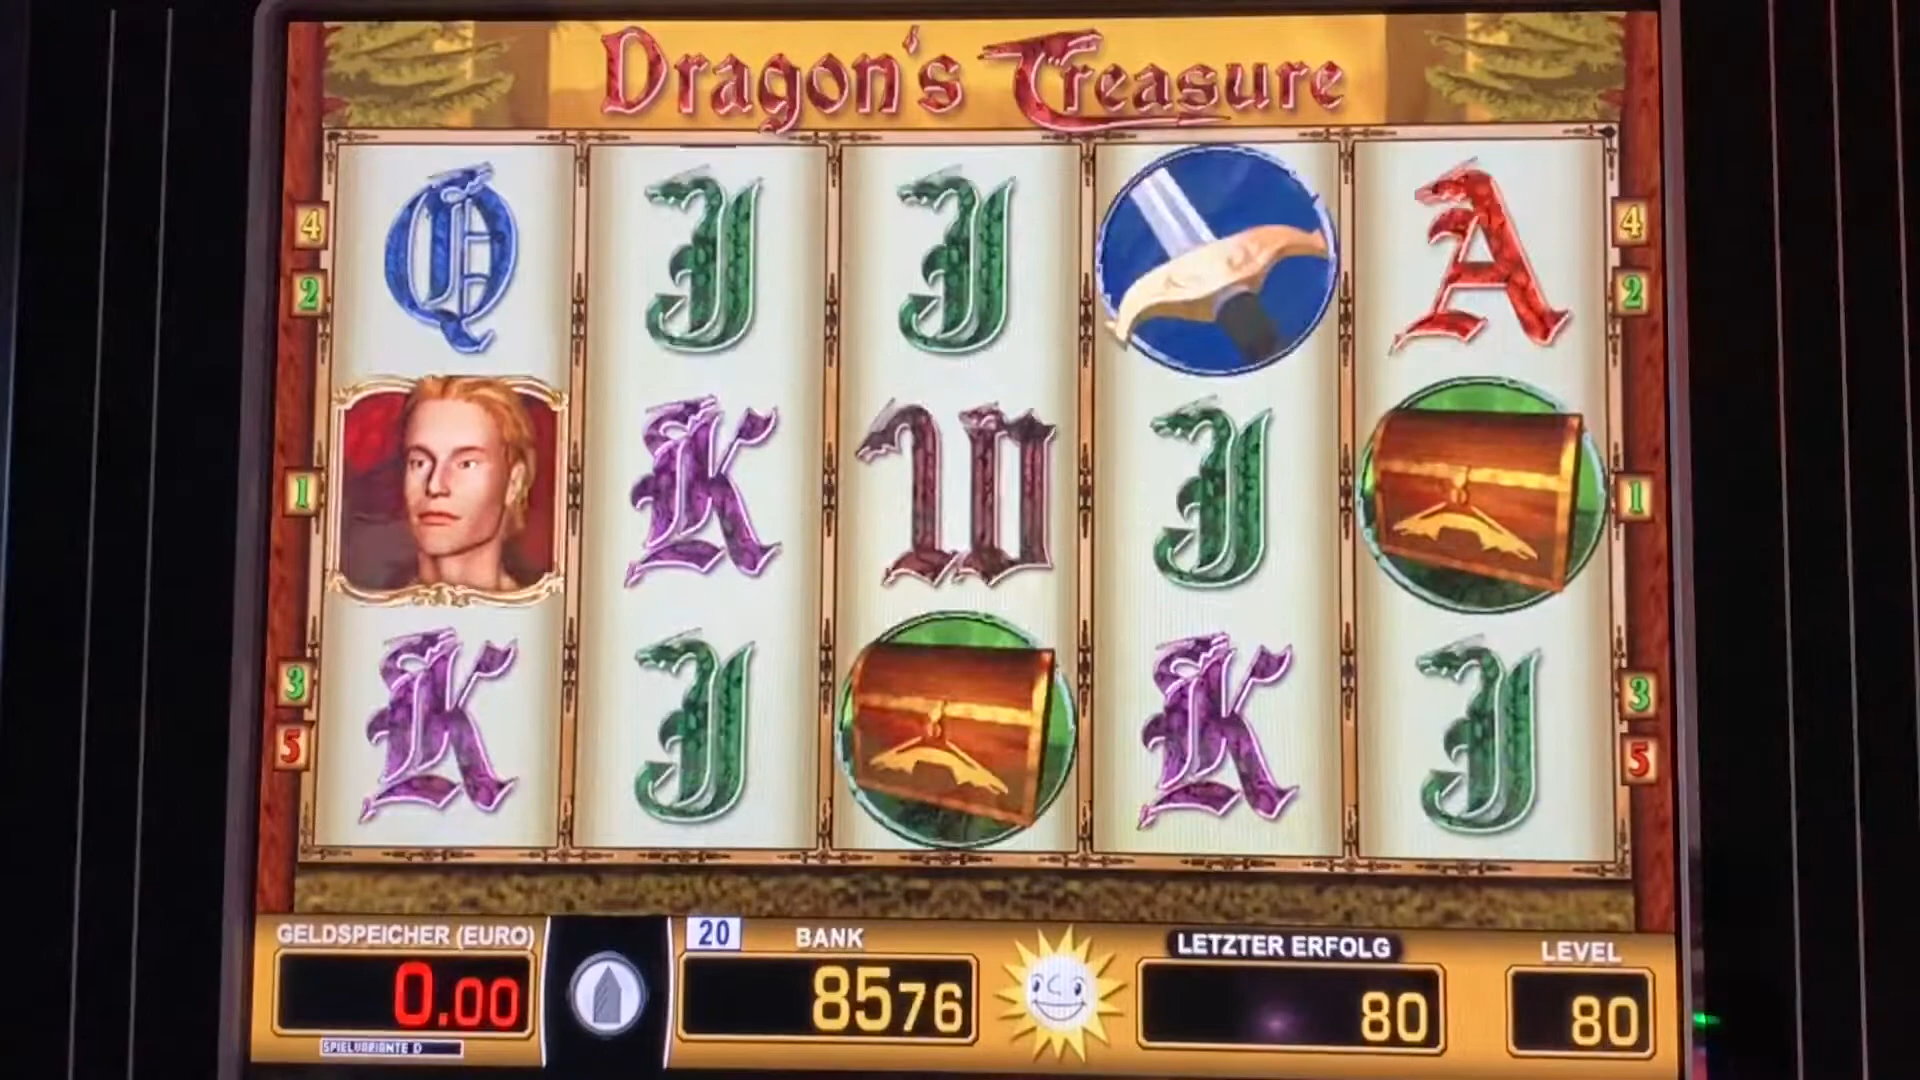 Dragon's Treasure
Q J J A
4 4
2 2
K 10 J
1 1
K J K J
3 3
5 5
GELDSPEICHER (EURO) 20 BANK LETZTER ERFOLG LEVEL
0.00 8576 80 80
SPIELVARIANTE D